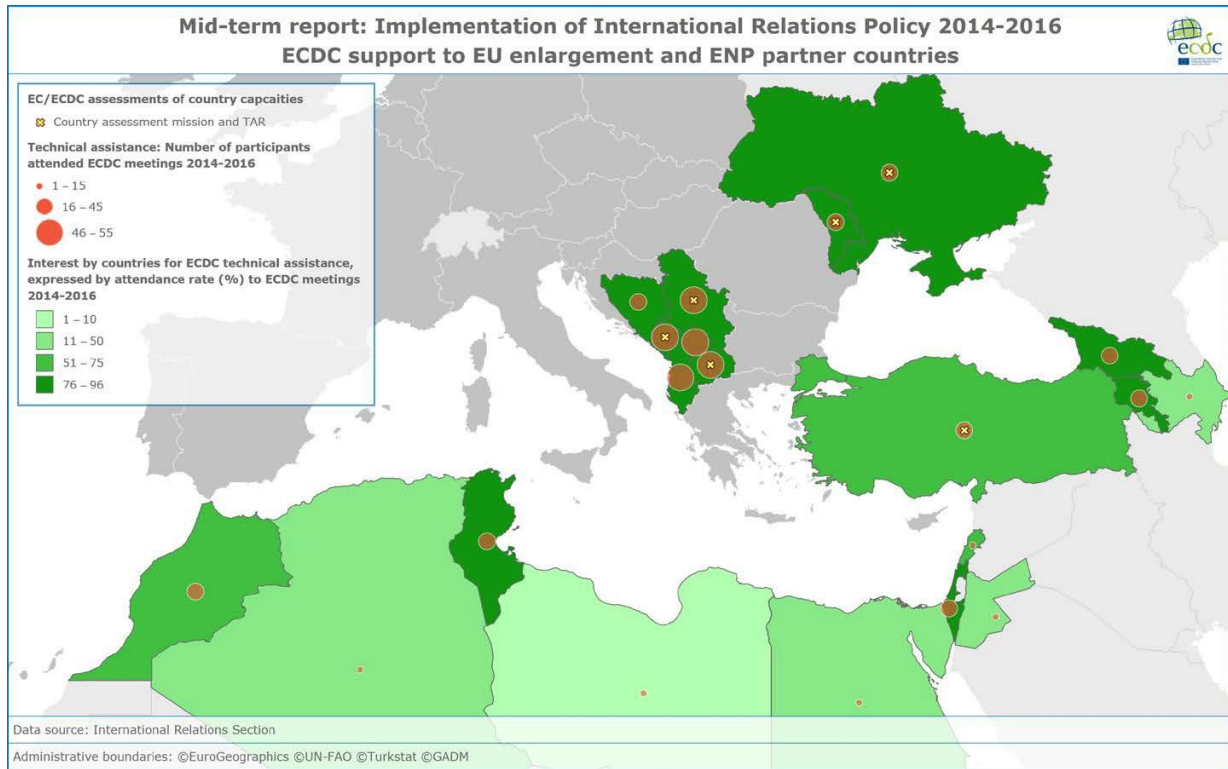 Mid-term report: Implementation of International Relations Policy 2014-2016
ECDC support to EU enlargement and ENP partner countries
ecdc
EC/ECDC assessments of country capcaities
Country assessment mission and TAR
Technical assistance: Number of participants
attended ECDC meetings 2014-2016
1 – 15
16 – 45
46 – 55
Interest by countries for ECDC technical assistance,
expressed by attendance rate (%) to ECDC meetings
2014-2016
1 – 10
11 – 50
51 – 75
76 – 96
Data source: International Relations Section
Administrative boundaries: ©EuroGeographics ©UN-FAO ©Turkstat ©GADM